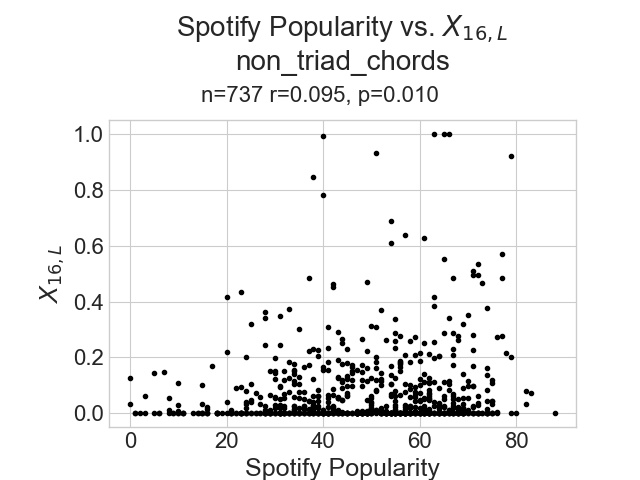 Spotify Popularity vs. X16, L
non_triad_chords
n=737 r=0.095, p=0.010
1.0
0.8
0.6
0.4
0.2
0.0
X16, L
0 20 40 60 80
Spotify Popularity